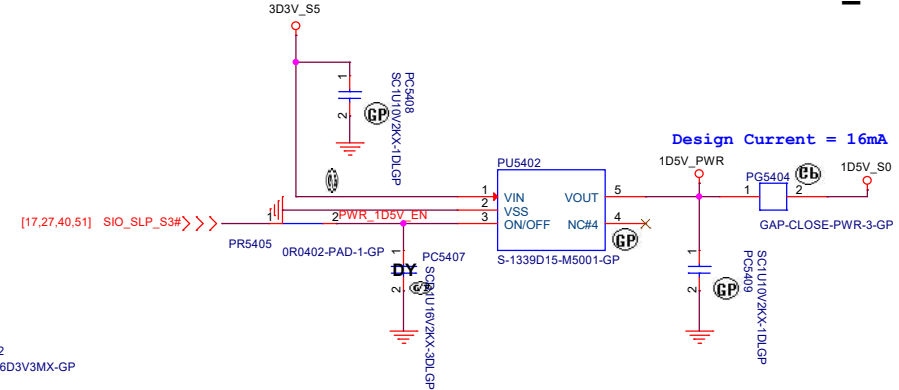 3D3V_S5
1
2
PC5408
SC1U10V2KX-1DLGP
GP
Design Current = 16mA
PU5402
1D5V_PWR
1D5V_S0
PG5404
Cb
1 VIN
VOUT 5
1
2
2 VSS
[17,27,40,51] SIO_SLP_S3#
1
2
PWR_1D5V_EN
3 ON/OFF
NC#4 4
GAP-CLOSE-PWR-3-GP
PR5405
0R0402-PAD-1-GP
GP
1
2
DY
PC5407
S-1339D15-M5001-GP
1
2
PC5409
SC1U10V2KX-1DLGP
GP
2
6D3V3MX-GP